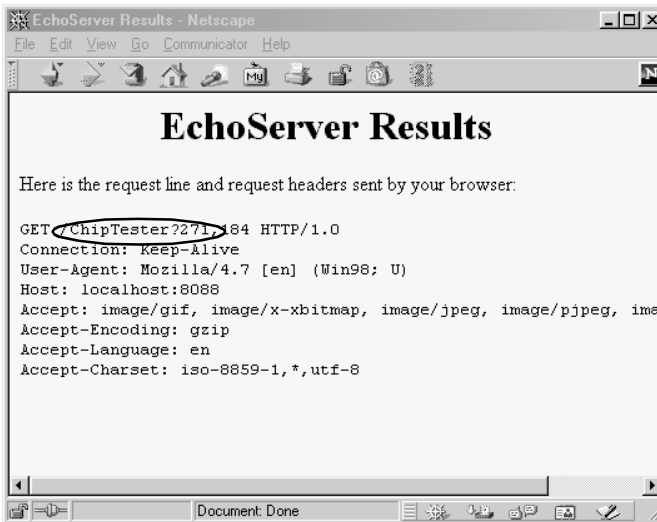 EchoServer Results - Netscape
File Edit View Go Communicator Help
My
N
EchoServer Results
Here is the request line and request headers sent by your browser:
GET /ChipTester?271,184 HTTP/1.0
Connection: Keep-Alive
User-Agent: Mozilla/4.7 [en] (Win98; U)
Host: localhost:8088
Accept: image/gif, image/x-xbitmap, image/jpeg, image/pjpeg, ima
Accept-Encoding: gzip
Accept-Language: en
Accept-Charset: iso-8859-1,*,utf-8
Document: Done